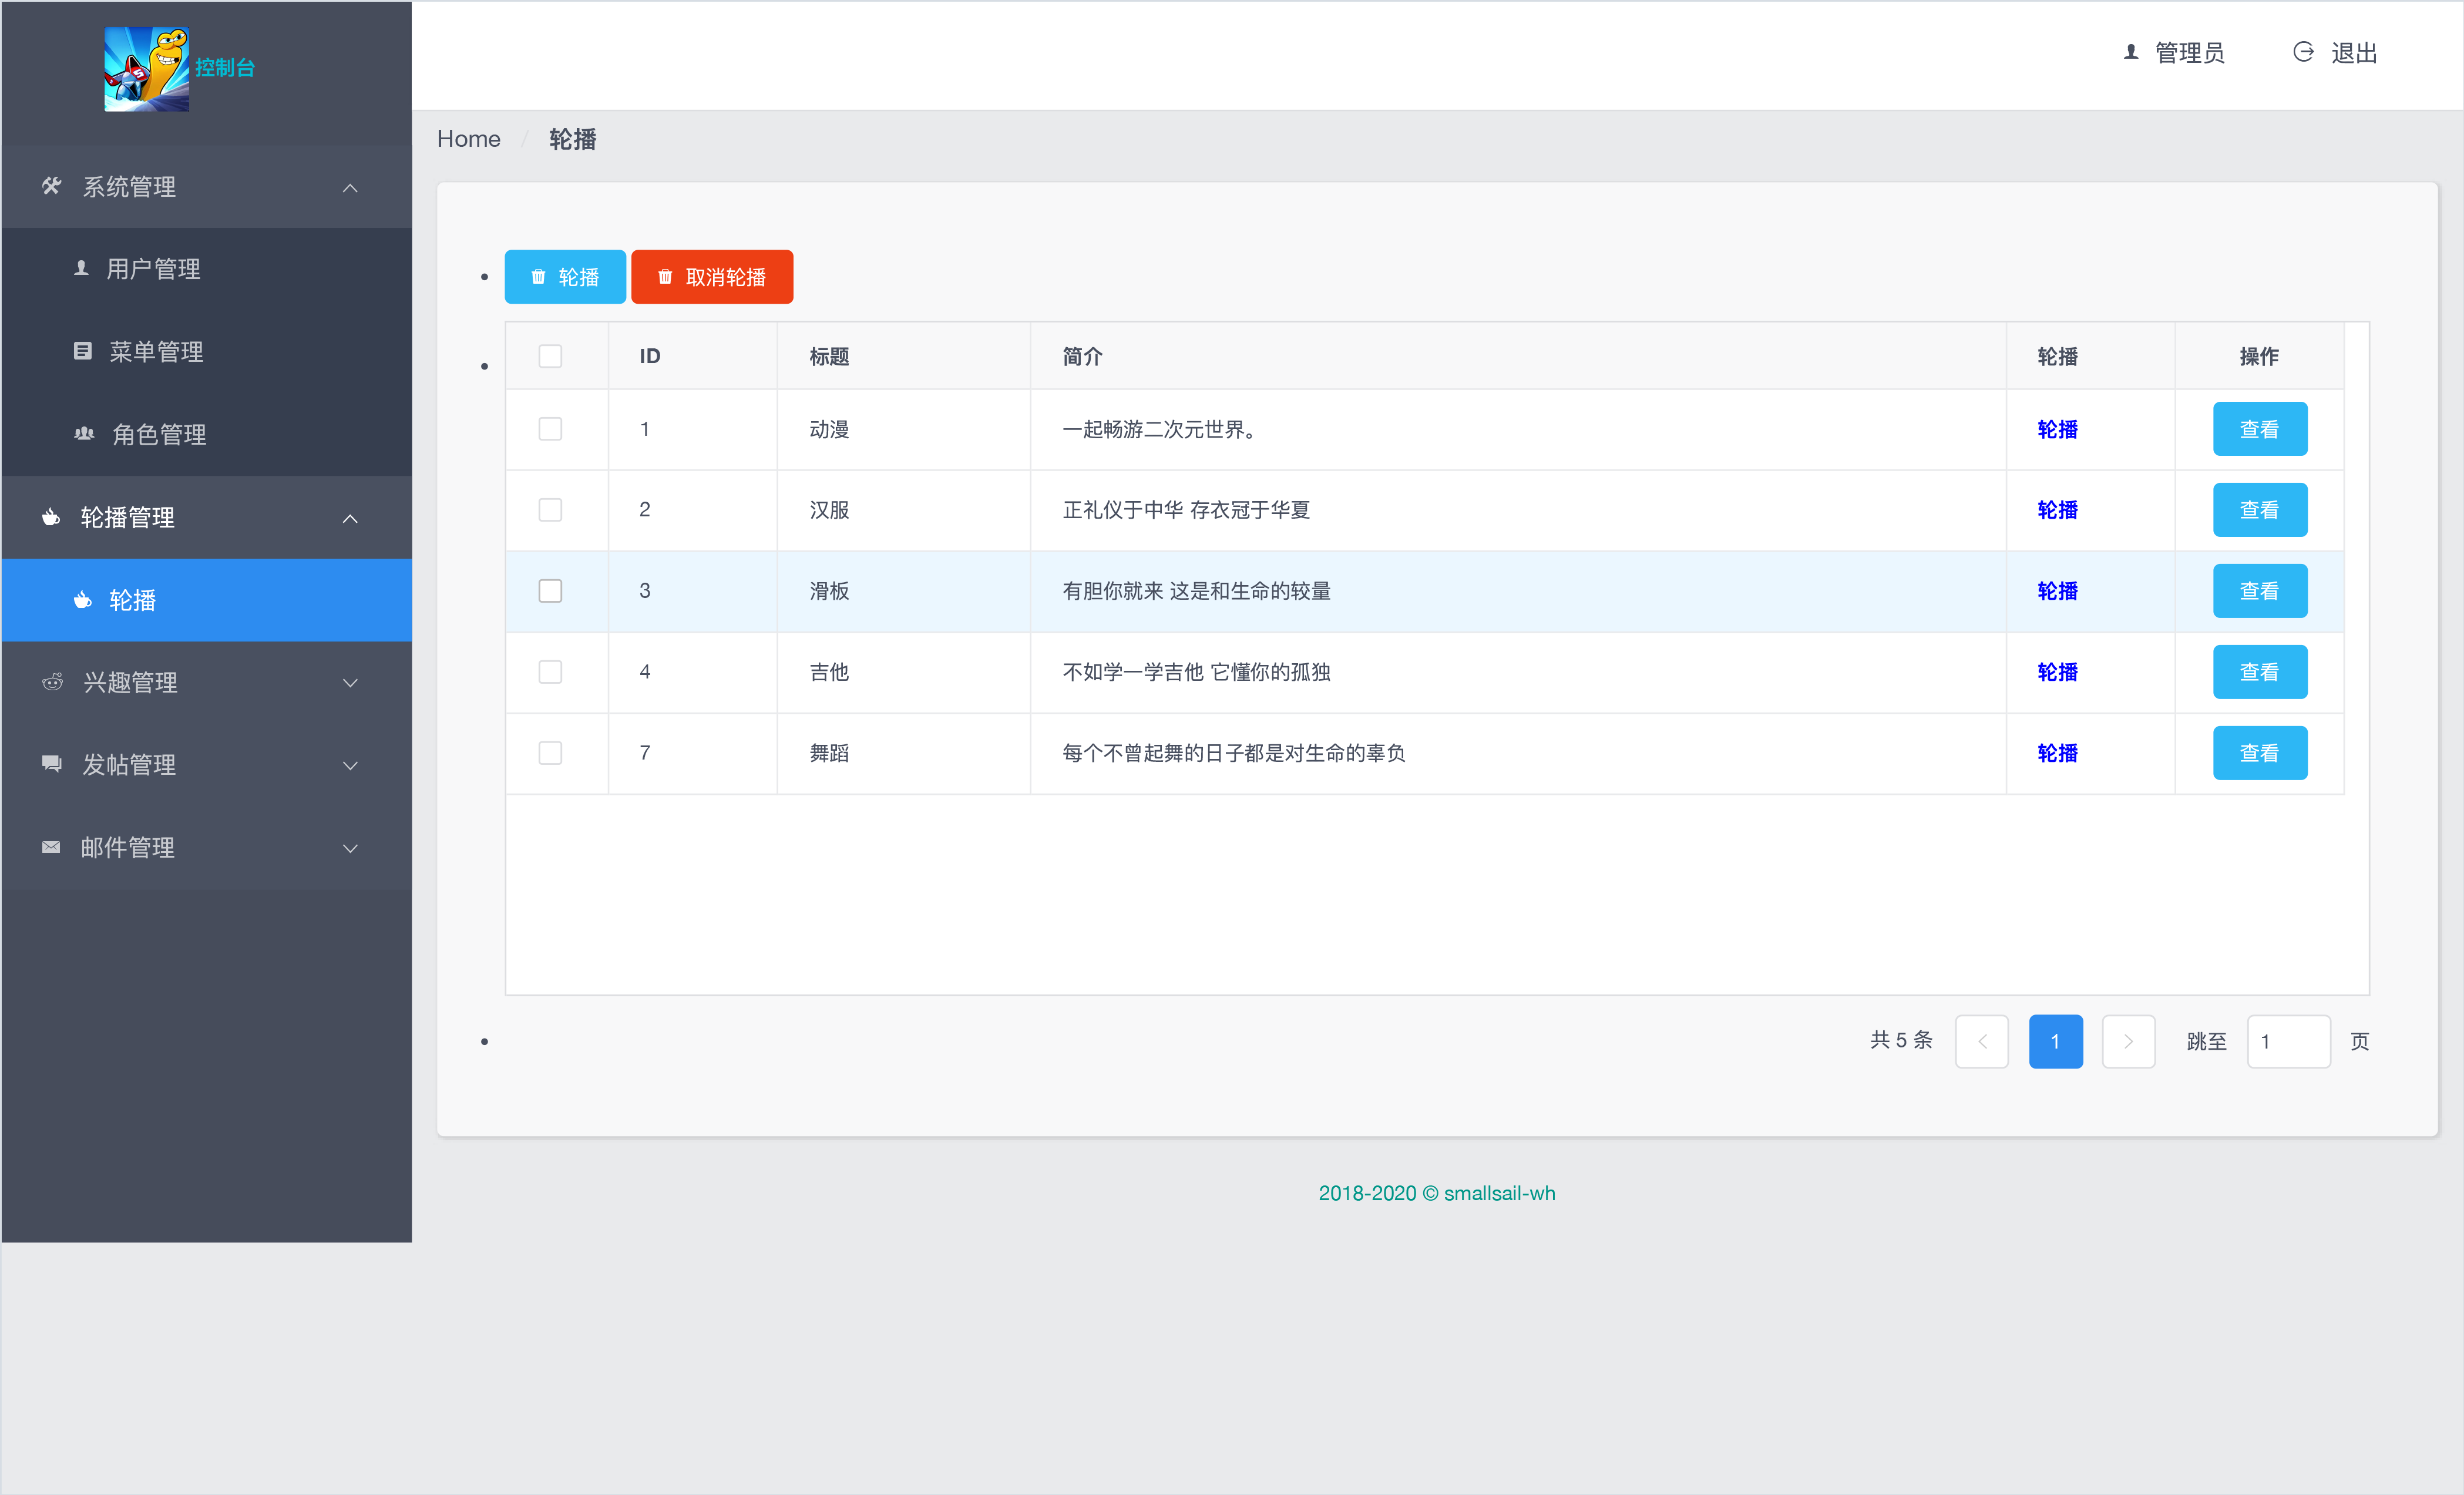 控制台
管理员 退出
系统管理
用户管理
菜单管理
角色管理
轮播管理
轮播
兴趣管理
发帖管理
邮件管理
Home / 轮播
轮播 取消轮播
ID 标题 简介 轮播 操作
1 动漫 一起畅游二次元世界。 轮播 查看
2 汉服 正礼仪于中华 存衣冠于华夏 轮播 查看
3 滑板 有胆你就来 这是和生命的较量 轮播 查看
4 吉他 不如学一学吉他 它懂你的孤独 轮播 查看
7 舞蹈 每个不曾起舞的日子都是对生命的辜负 轮播 查看
共 5 条 1 跳至 1 页
2018-2020 © smallsail-wh